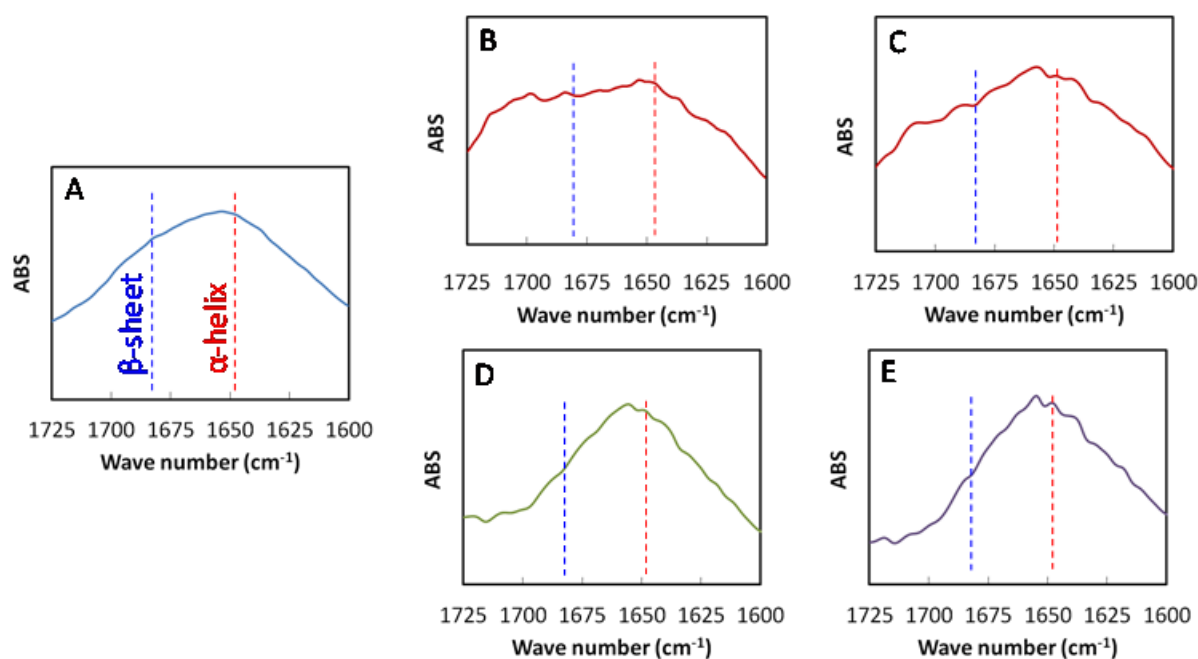 A
ABS
β-sheet
α-helix
1725 1700 1675 1650 1625 1600
Wave number (cm-1)
B
ABS
1725 1700 1675 1650 1625 1600
Wave number (cm-1)
C
ABS
1725 1700 1675 1650 1625 1600
Wave number (cm-1)
D
ABS
1725 1700 1675 1650 1625 1600
Wave number (cm-1)
E
ABS
1725 1700 1675 1650 1625 1600
Wave number (cm-1)